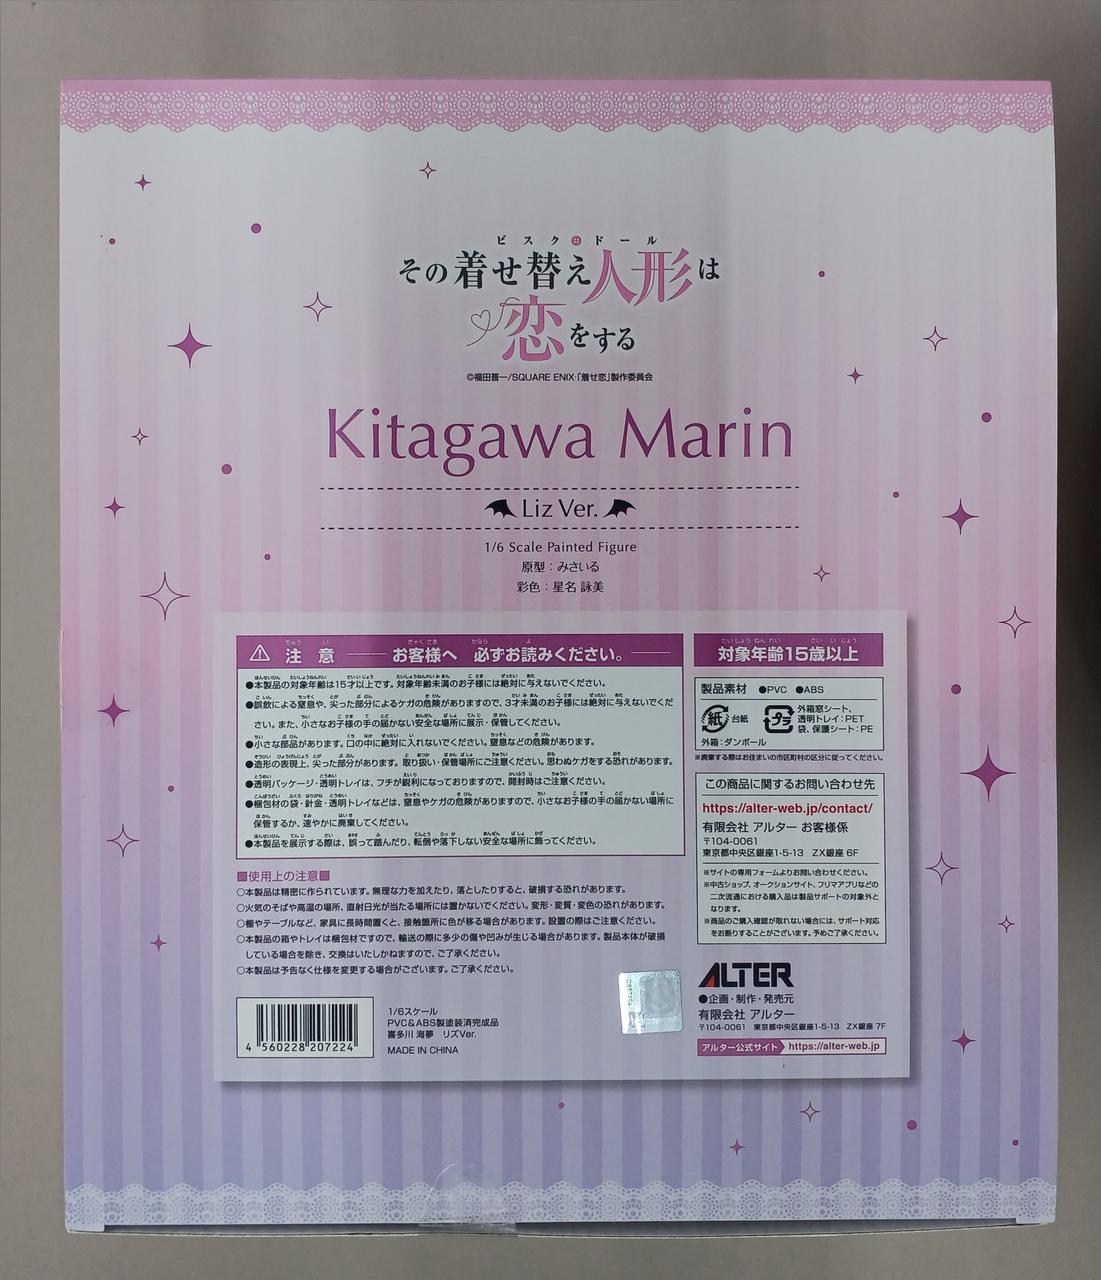 ビスク ドール
その着せ替え人形は
恋をする
©福田晋一/SQUARE ENIX・「着せ恋」製作委員会
Kitagawa Marin
Liz Ver.
1/6 Scale Painted Figure
原型：みさいる
彩色：星名 詠美
注意 お客様へ 必ずお読みください。
●本製品の対象年齢は15才以上です。対象年齢未満のお子様には絶対に与えないでください。
●誤飲による窒息や、尖った部分によるケガの危険がありますので、3才未満のお子様には絶対に与えないでくだ
さい。また、小さなお子様の手の届かない安全な場所に展示・保管してください。
●小さな部品があります。口の中に絶対に入れないでください。窒息などの危険があります。
●造形の表現上、尖った部分があります。取り扱い・保管場所にご注意ください。思わぬケガをする恐れがあります。
●透明パッケージ・透明トレイは、フチが鋭利になっておりますので、開封時はご注意ください。
●梱包材の袋・針金・透明トレイなどは、窒息やケガの危険がありますので、小さなお子様の手の届かない場所に
保管するか、速やかに廃棄してください。
●本製品を展示する際は、誤って踏んだり、転倒や落下しない安全な場所に飾ってください。
■使用上の注意■
○本製品は精密に作られています。無理な力を加えたり、落としたりすると、破損する恐れがあります。
○火気のそばや高温の場所、直射日光が当たる場所には置かないでください。変形・変質・変色の恐れがあります。
○棚やテーブルなど、家具に長時間置くと、接触箇所に色が移る場合があります。設置の際はご注意ください。
○本製品の箱やトレイは梱包材ですので、輸送の際に多少の傷や凹みが生じる場合があります。製品本体が破損
している場合を除き、交換はいたしかねますので、ご了承ください。
○本製品は予告なく仕様を変更する場合がございます。ご了承ください。
4 560228 207224
1/6スケール
PVC&ABS製塗装済完成品
喜多川 海夢 リズVer.
MADE IN CHINA
対象年齢15歳以上
製品素材 ●PVC ●ABS
紙 台紙
外箱：ダンボール
プラ 外箱窓シート、
透明トレイ：PET
袋、保護シート：PE
※廃棄する際はお住まいの市区町村の区分に従ってください。
この商品に関するお問い合わせ先
https://alter-web.jp/contact/
有限会社 アルター お客様係
〒104-0061
東京都中央区銀座1-5-13 ZX銀座 6F
※サイトの専用フォームよりお問い合わせください。
※中古ショップ、オークションサイト、フリマアプリなどの
二次流通における購入品は製品サポートの対象外と
なります。
※商品のご購入確認が取れない場合には、サポート対応
をお断りすることがございます。予めご了承ください。
ALTER
●企画・制作・発売元
有限会社 アルター
〒104-0061 東京都中央区銀座1-5-13 ZX銀座 7F
アルター公式サイト https://alter-web.jp